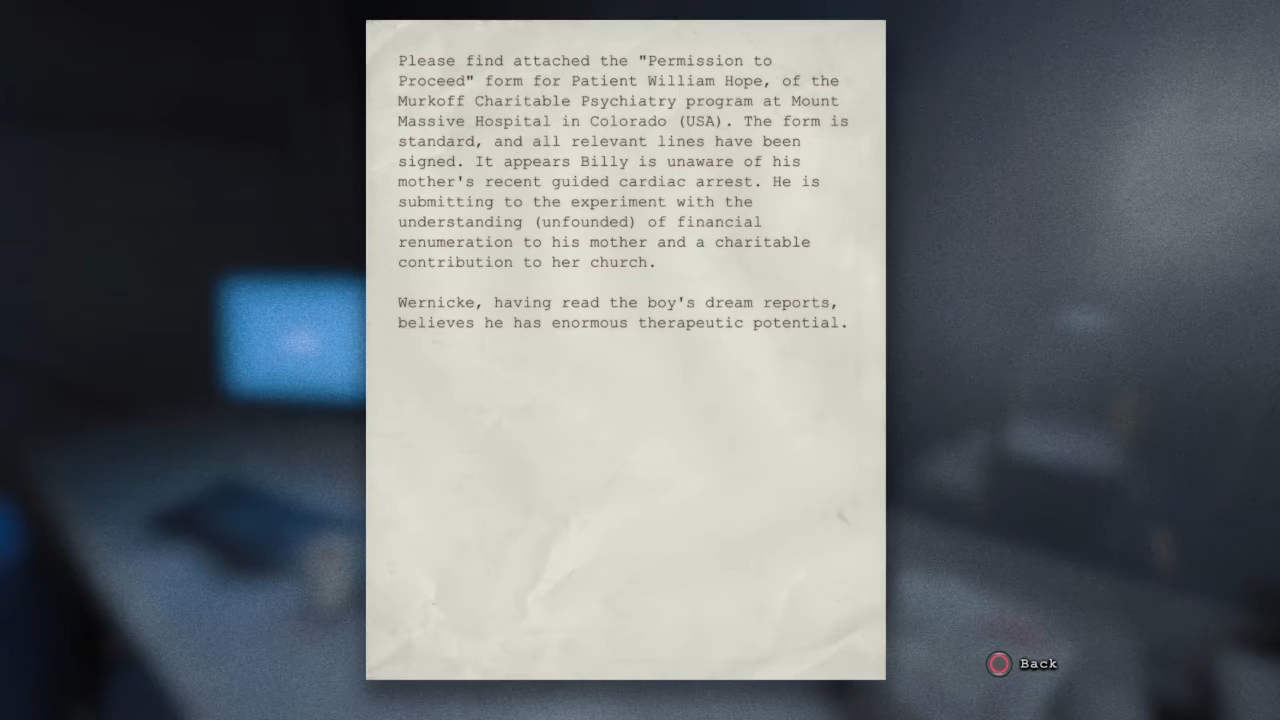 Please find attached the "Permission to
Proceed" form for Patient William Hope, of the
Murkoff Charitable Psychiatry program at Mount
Massive Hospital in Colorado (USA). The form is
standard, and all relevant lines have been
signed. It appears Billy is unaware of his
mother's recent guided cardiac arrest. He is
submitting to the experiment with the
understanding (unfounded) of financial
renumeration to his mother and a charitable
contribution to her church.
Wernicke, having read the boy's dream reports,
believes he has enormous therapeutic potential.
Back